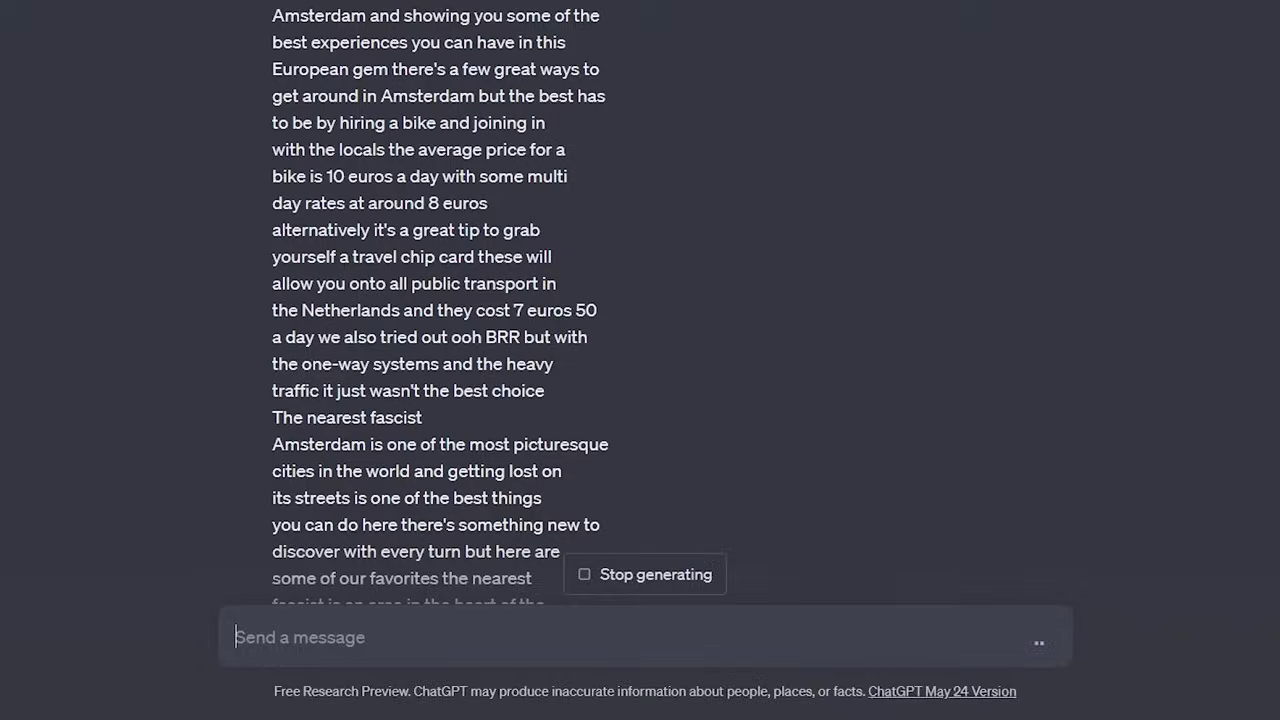 Amsterdam and showing you some of the
best experiences you can have in this
European gem there's a few great ways to
get around in Amsterdam but the best has
to be by hiring a bike and joining in
with the locals the average price for a
bike is 10 euros a day with some multi
day rates at around 8 euros
alternatively it's a great tip to grab
yourself a travel chip card these will
allow you onto all public transport in
the Netherlands and they cost 7 euros 50
a day we also tried out ooh BRR but with
the one-way systems and the heavy
traffic it just wasn't the best choice
The nearest fascist
Amsterdam is one of the most picturesque
cities in the world and getting lost on
its streets is one of the best things
you can do here there's something new to
discover with every turn but here are
some of our favorites the nearest
fascist is an area in the heart of the
Stop generating
Send a message
Free Research Preview. ChatGPT may produce inaccurate information about people, places, or facts. ChatGPT May 24 Version